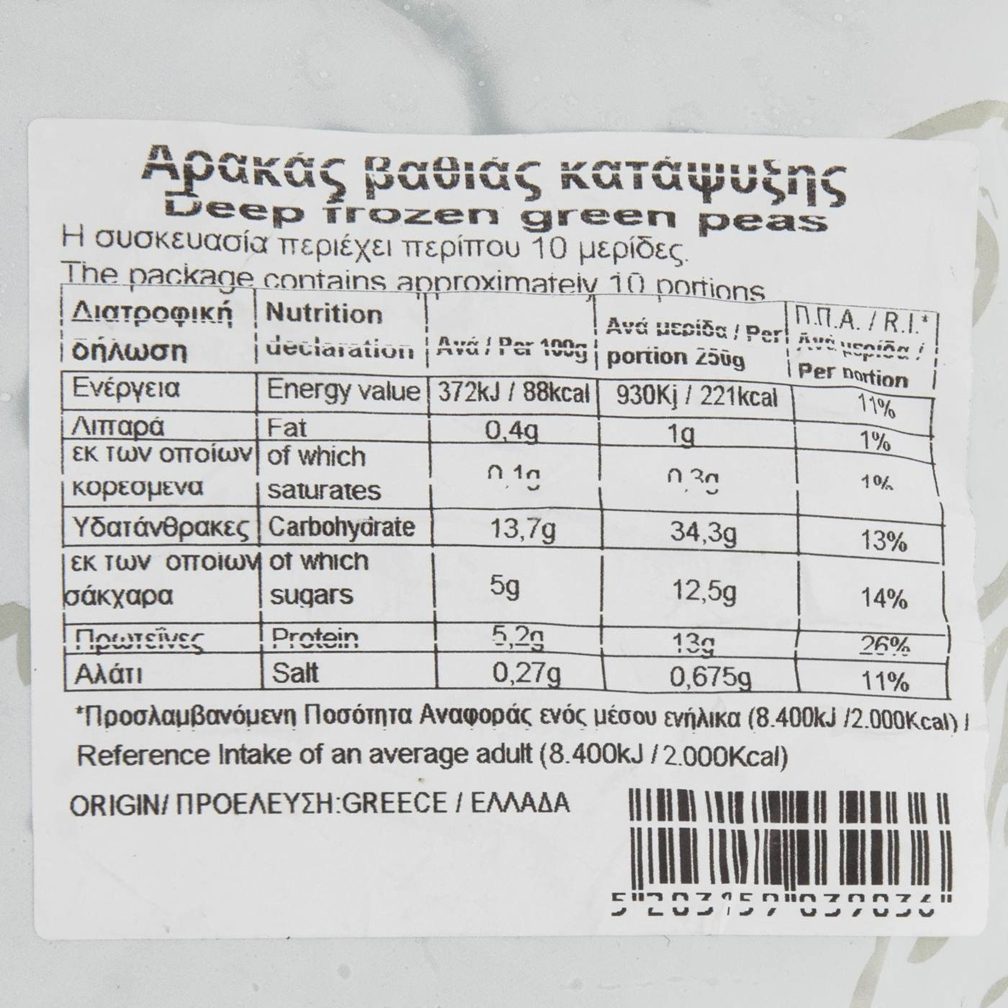 Αρακάς βαθιάς κατάψυξης
Deep frozen green peas
Η συσκευασία περιέχει περίπου 10 μερίδες.
The package contains approximately 10 portions
Διατροφική δήλωση | Nutrition declaration | Ανά / Per 100g | Ανά μερίδα / Per portion 250g | Π.Π.Α. / R.I.* Ανά μερίδα / Per portion
Ενέργεια | Energy value | 372kJ / 88kcal | 930Kj / 221kcal | 11%
Λιπαρά | Fat | 0,4g | 1g | 1%
εκ των οποίων κορεσμενα | of which saturates | 0,1g | 0,3g | 1%
Υδατάνθρακες | Carbohydrate | 13,7g | 34,3g | 13%
εκ των οποίων σάκχαρα | of which sugars | 5g | 12,5g | 14%
Πρωτεΐνες | Protein | 5,2g | 13g | 26%
Αλάτι | Salt | 0,27g | 0,675g | 11%
*Προσλαμβανόμενη Ποσότητα Αναφοράς ενός μέσου ενήλικα (8.400kJ /2.000Kcal) /
Reference Intake of an average adult (8.400kJ / 2.000Kcal)
ORIGIN/ ΠΡΟΕΛΕΥΣΗ:GREECE / ΕΛΛΑΔΑ
5"203159"039036"